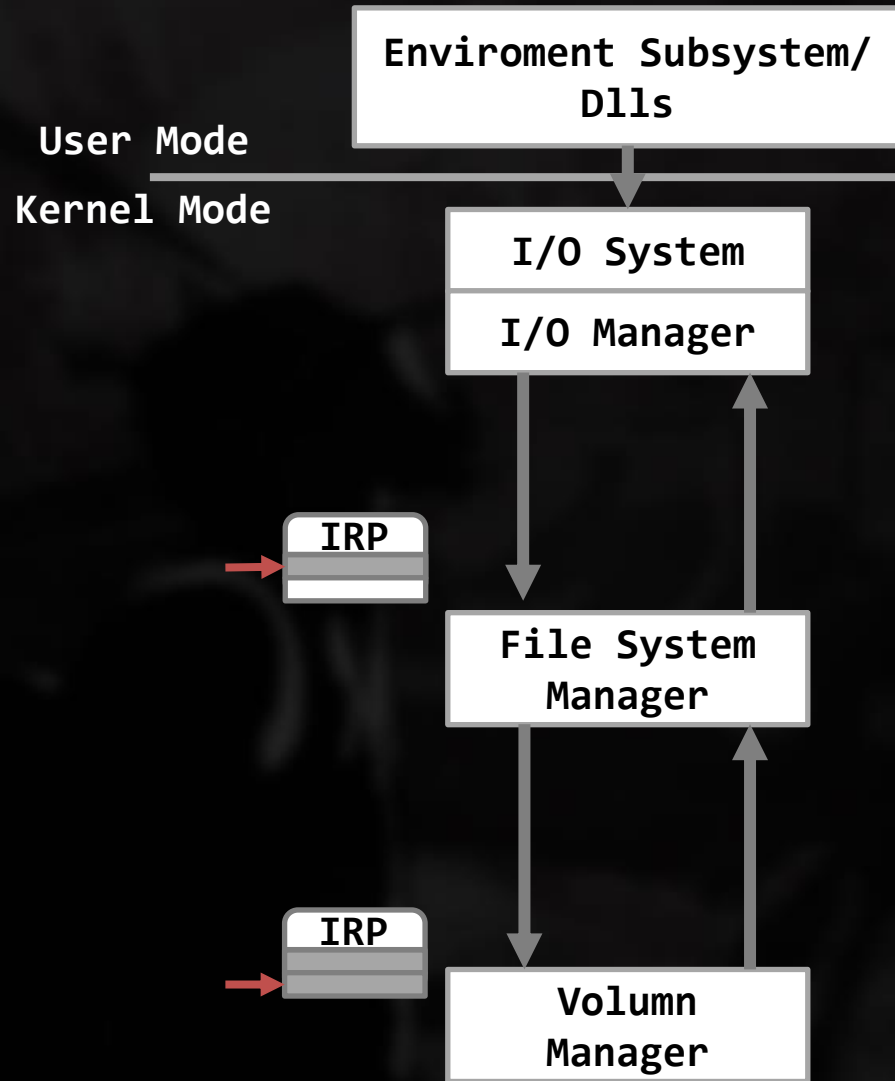 Enviroment Subsystem/
Dlls
User Mode
Kernel Mode
I/O System
I/O Manager
IRP
File System
Manager
IRP
Volumn
Manager